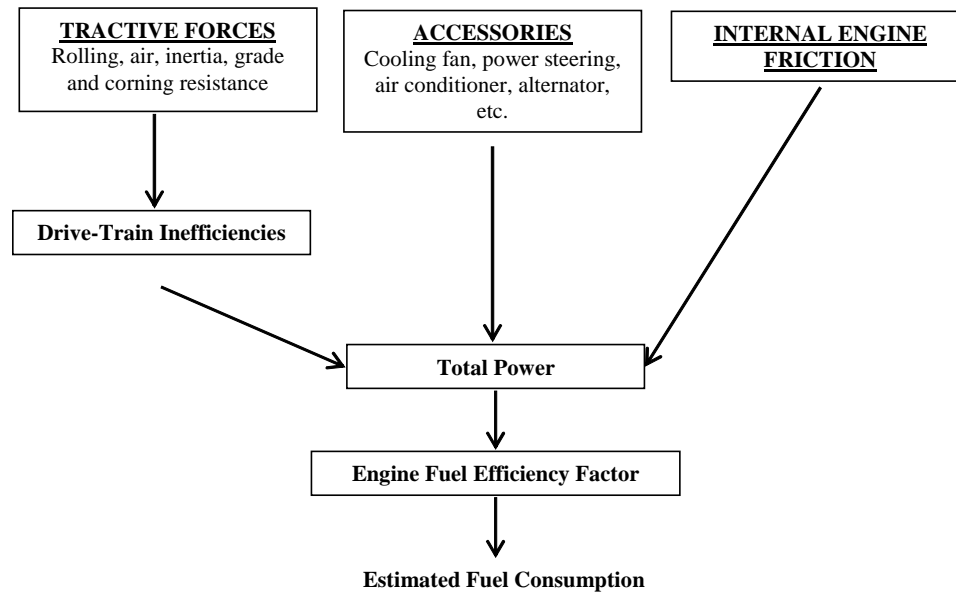 TRACTIVE FORCES
Rolling, air, inertia, grade
and corning resistance
ACCESSORIES
Cooling fan, power steering,
air conditioner, alternator,
etc.
INTERNAL ENGINE
FRICTION
Drive-Train Inefficiencies
Total Power
Engine Fuel Efficiency Factor
Estimated Fuel Consumption